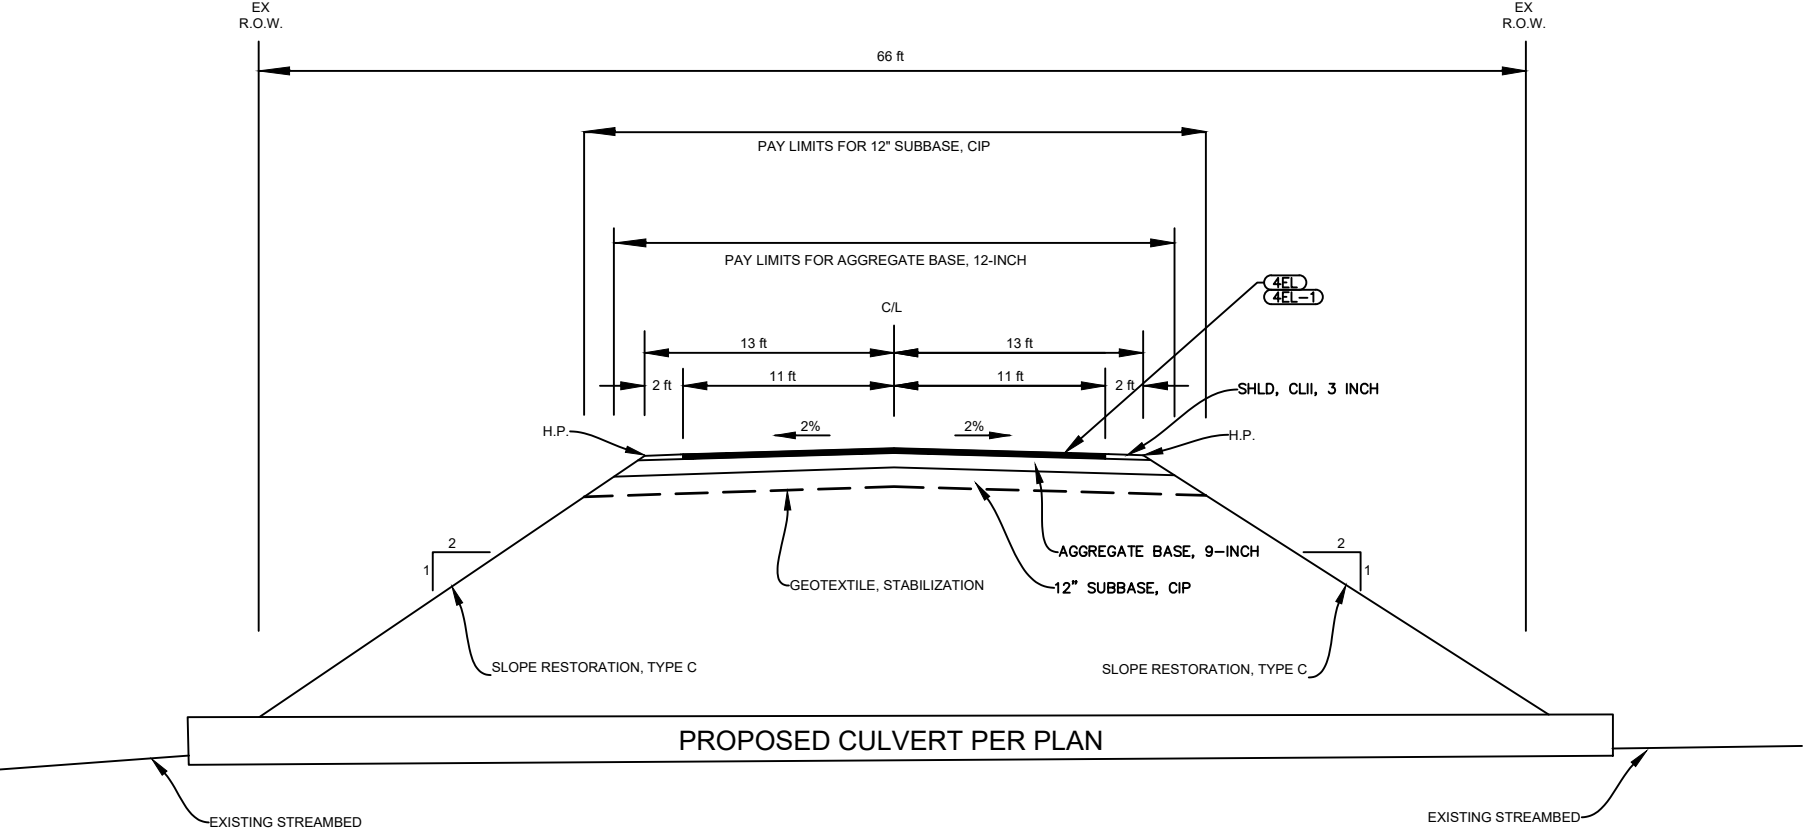 EX
R.O.W.
EX
R.O.W.
66 ft
PAY LIMITS FOR 12" SUBBASE, CIP
PAY LIMITS FOR AGGREGATE BASE, 12-INCH
4EL
4EL-1
C/L
13 ft
13 ft
2 ft
11 ft
11 ft
2 ft
SHLD, CLII, 3 INCH
H.P.
2%
2%
H.P.
2
1
2
1
AGGREGATE BASE, 9-INCH
GEOTEXTILE, STABILIZATION
12" SUBBASE, CIP
SLOPE RESTORATION, TYPE C
SLOPE RESTORATION, TYPE C
PROPOSED CULVERT PER PLAN
EXISTING STREAMBED
EXISTING STREAMBED